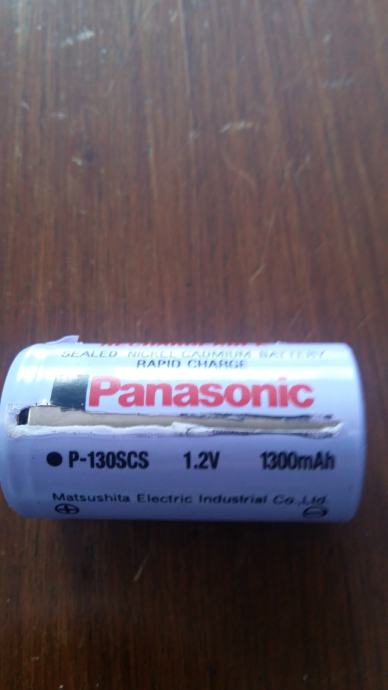 SEALED NICKEL CADMIUM BATTERY
RAPID CHARGE
Panasonic
● P-130SCS 1.2V 1300mAh
Matsushita Electric Industrial Co.,Ltd.
⊕ ⊖